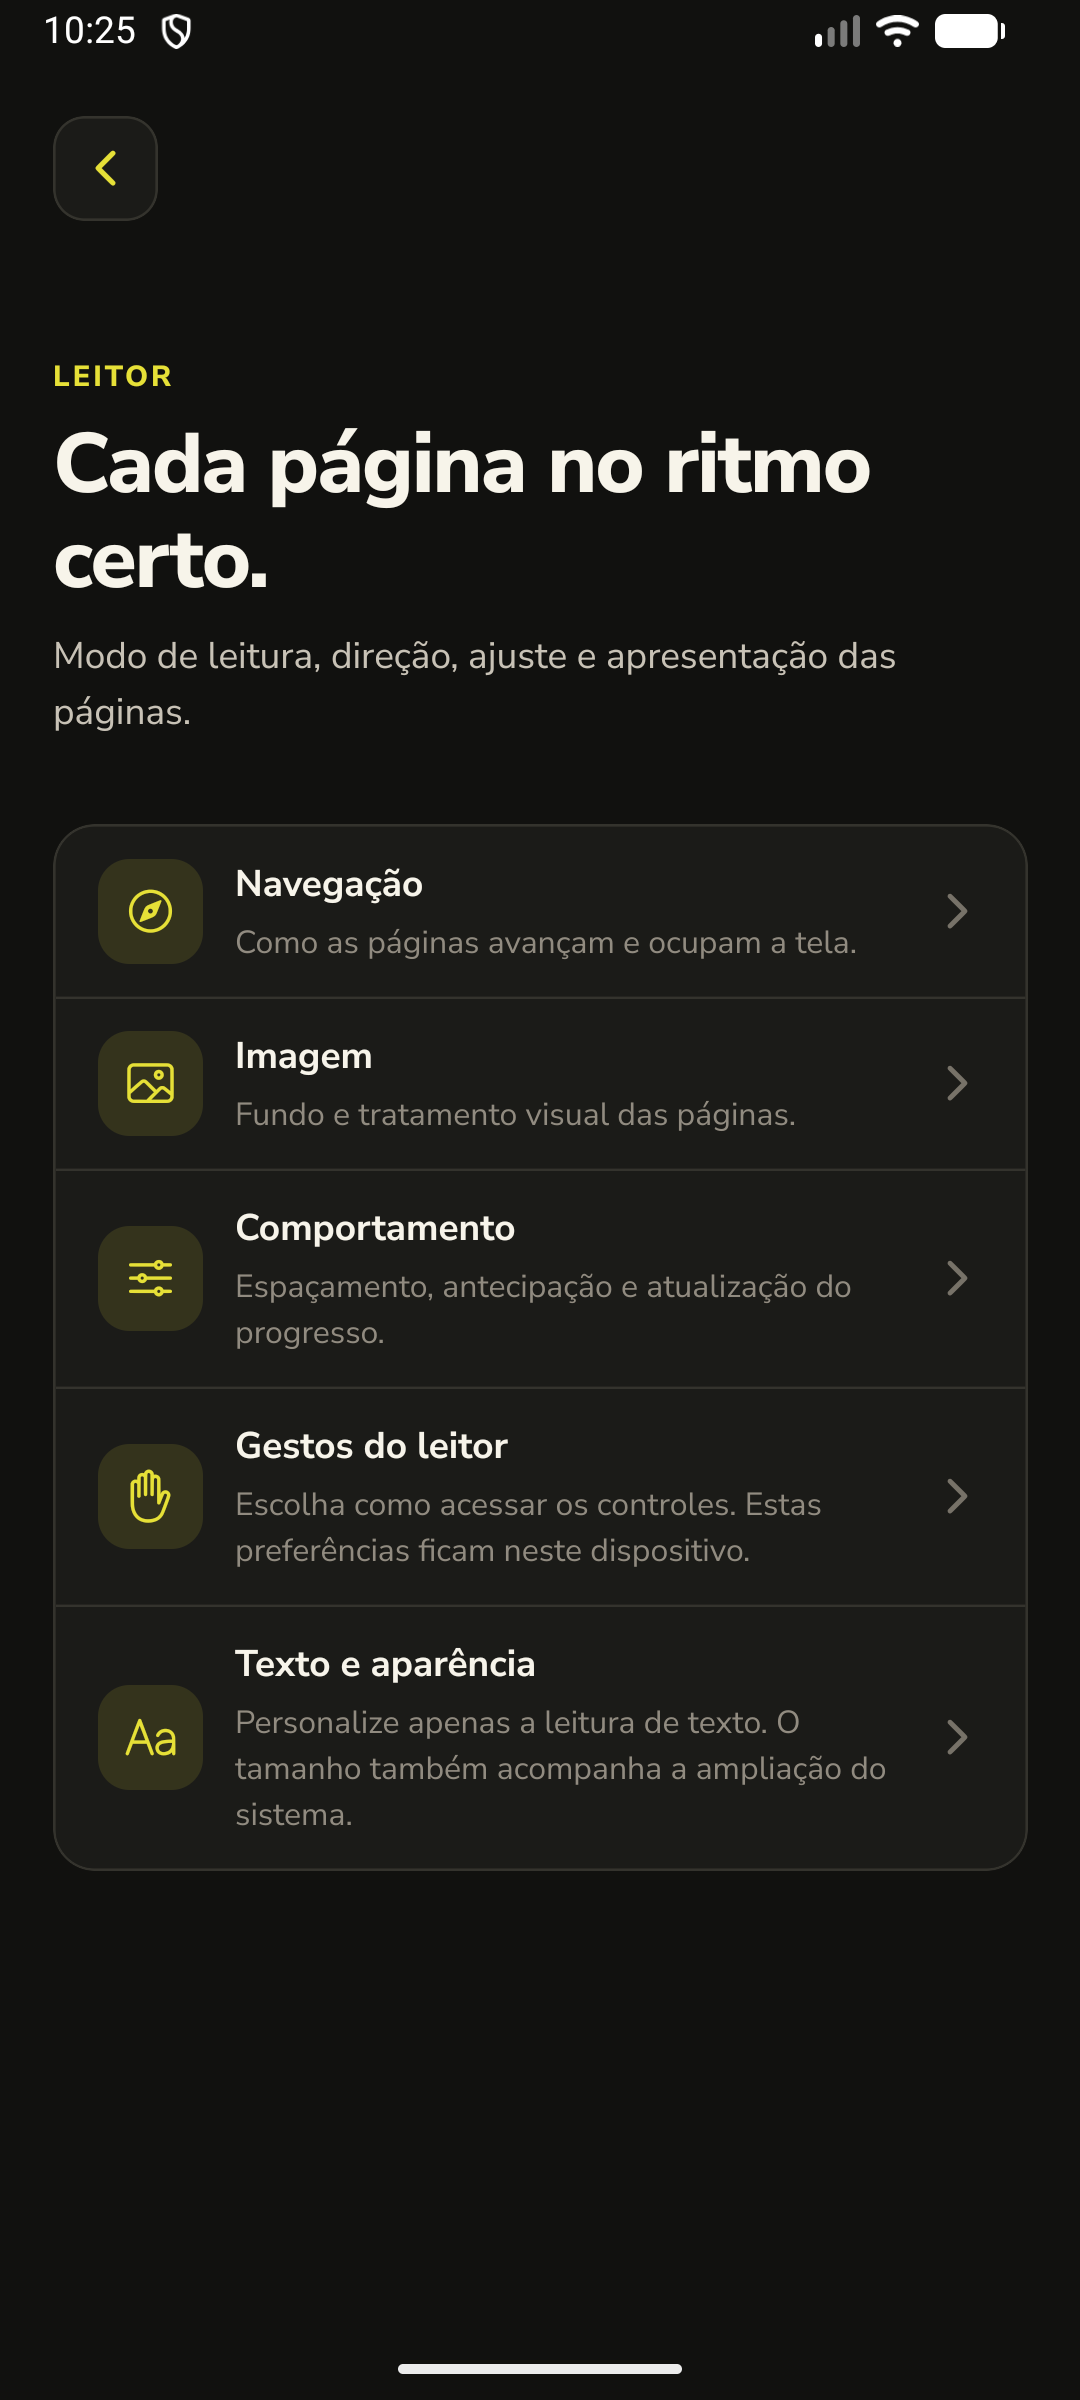 10:25
LEITOR
Cada página no ritmo
certo.
Modo de leitura, direção, ajuste e apresentação das
páginas.
Navegação
Como as páginas avançam e ocupam a tela.
Imagem
Fundo e tratamento visual das páginas.
Comportamento
Espaçamento, antecipação e atualização do
progresso.
Gestos do leitor
Escolha como acessar os controles. Estas
preferências ficam neste dispositivo.
Aa
Texto e aparência
Personalize apenas a leitura de texto. O
tamanho também acompanha a ampliação do
sistema.